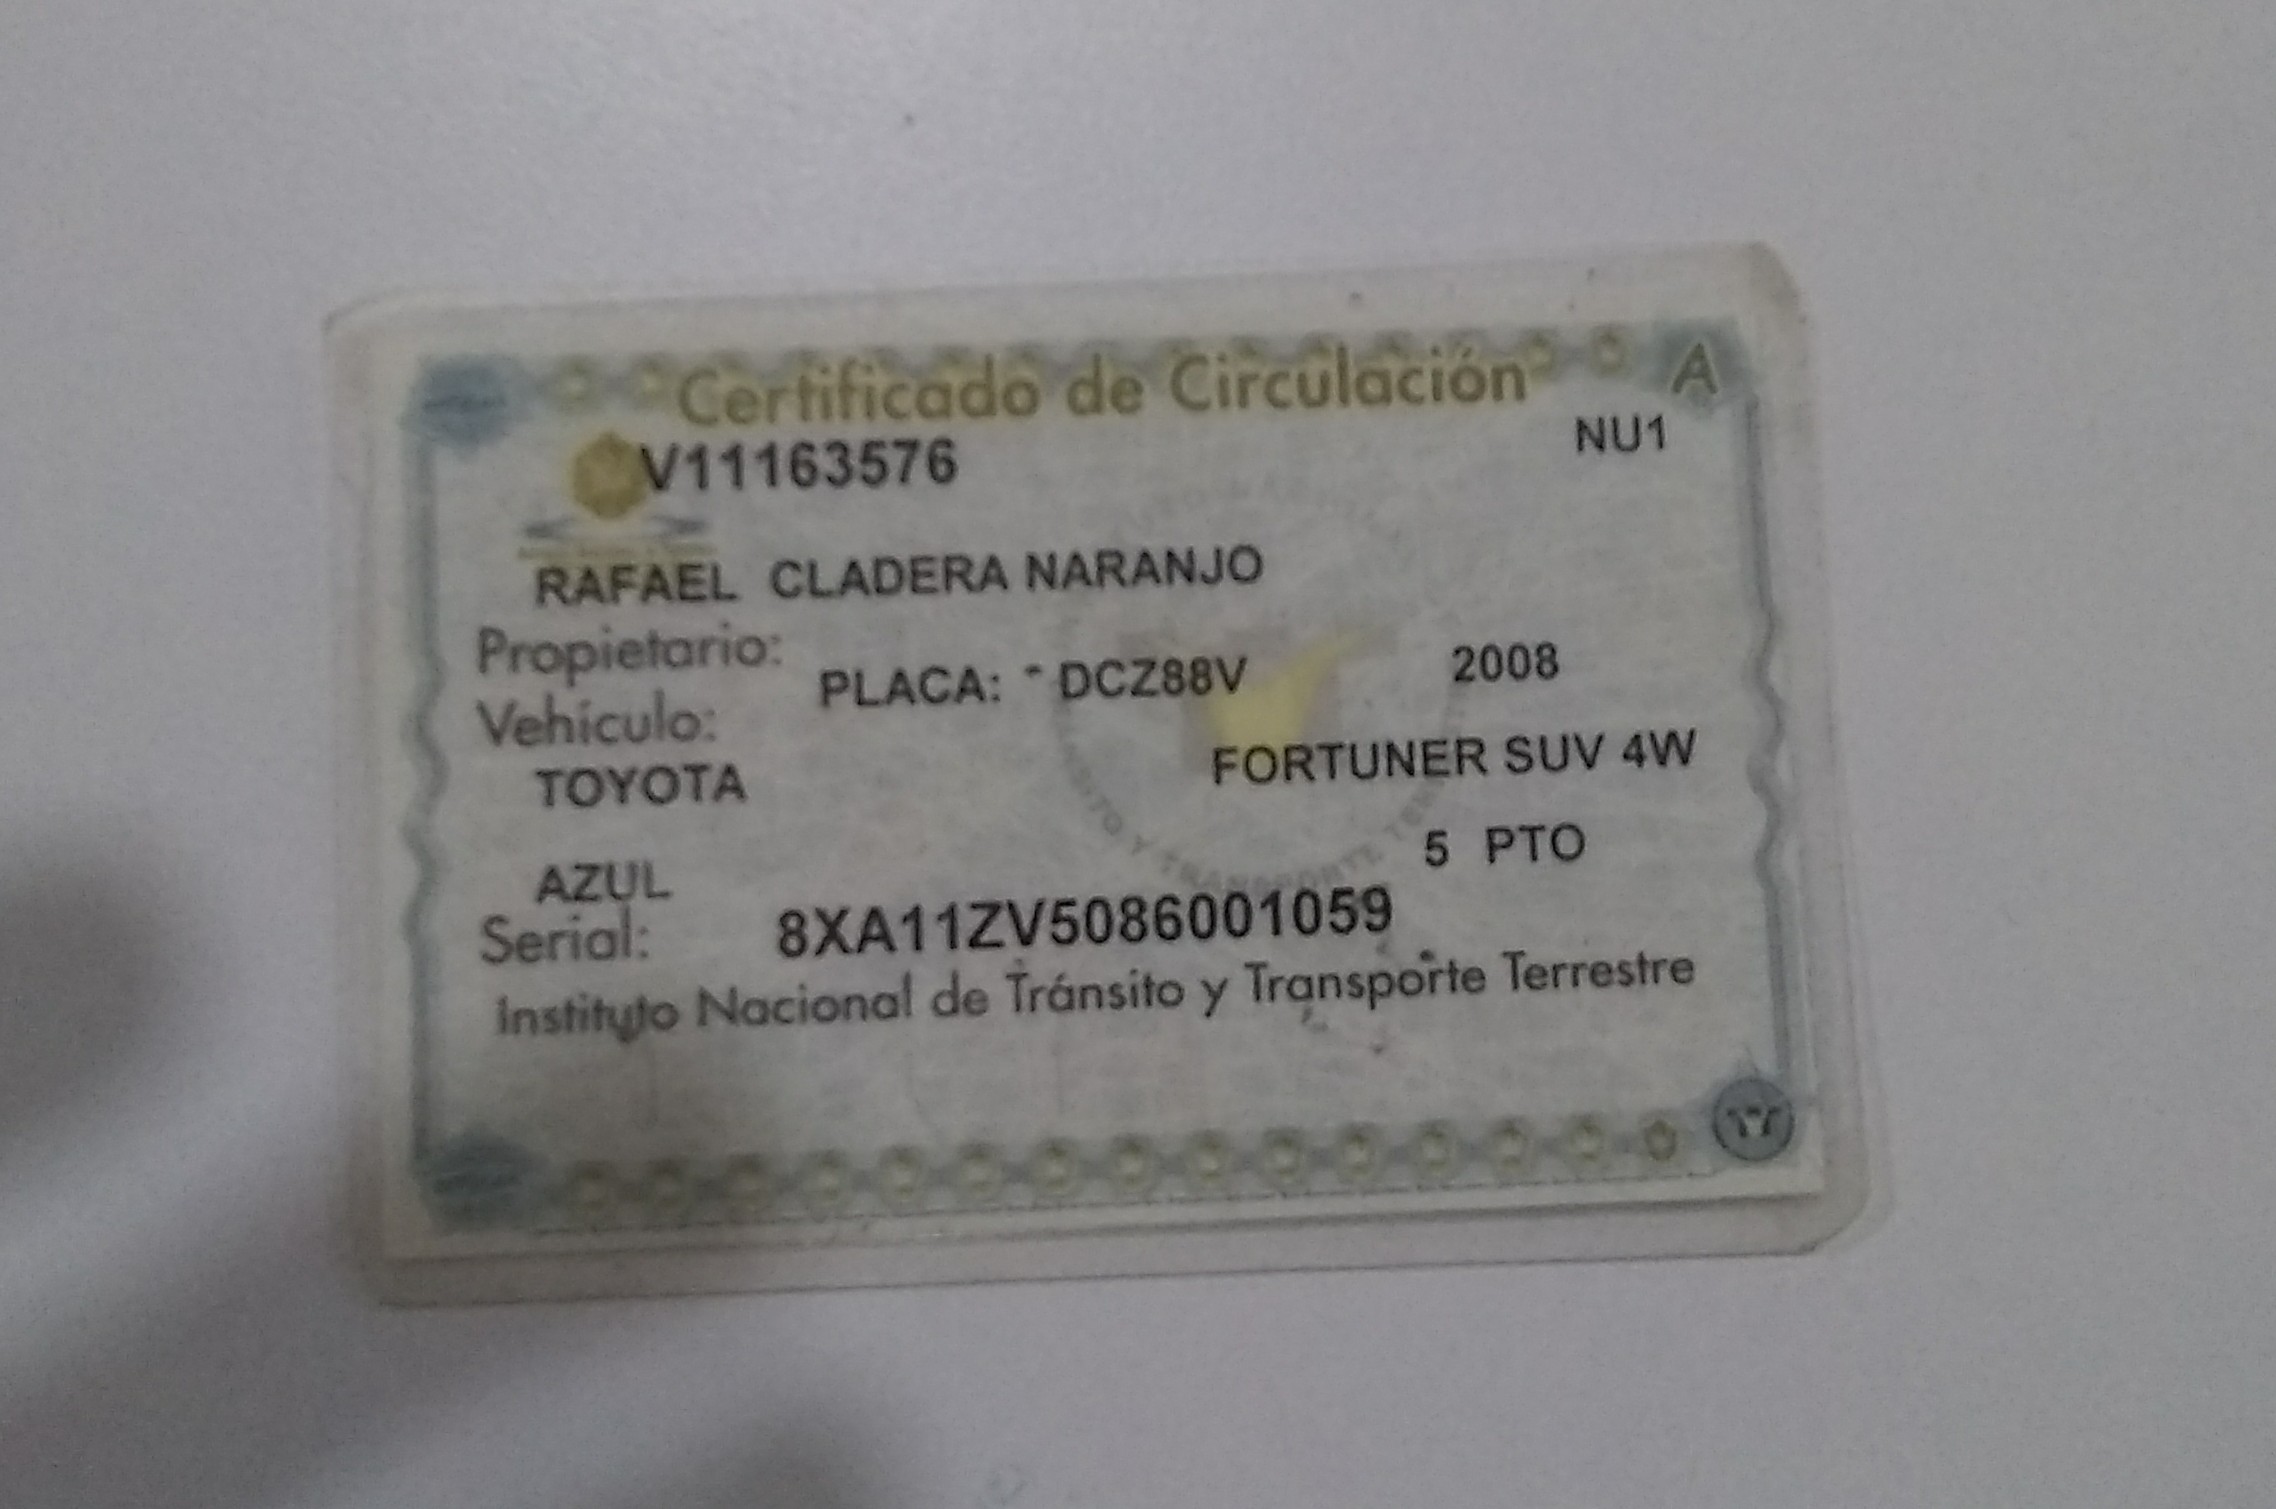 Certificado de Circulación A
V11163576 NU1
RAFAEL CLADERA NARANJO
Propietario:
PLACA: - DCZ88V 2008
Vehículo:
TOYOTA FORTUNER SUV 4W
AZUL 5 PTO
Serial: 8XA11ZV5086001059
Instituto Nacional de Tránsito y Transporte Terrestre